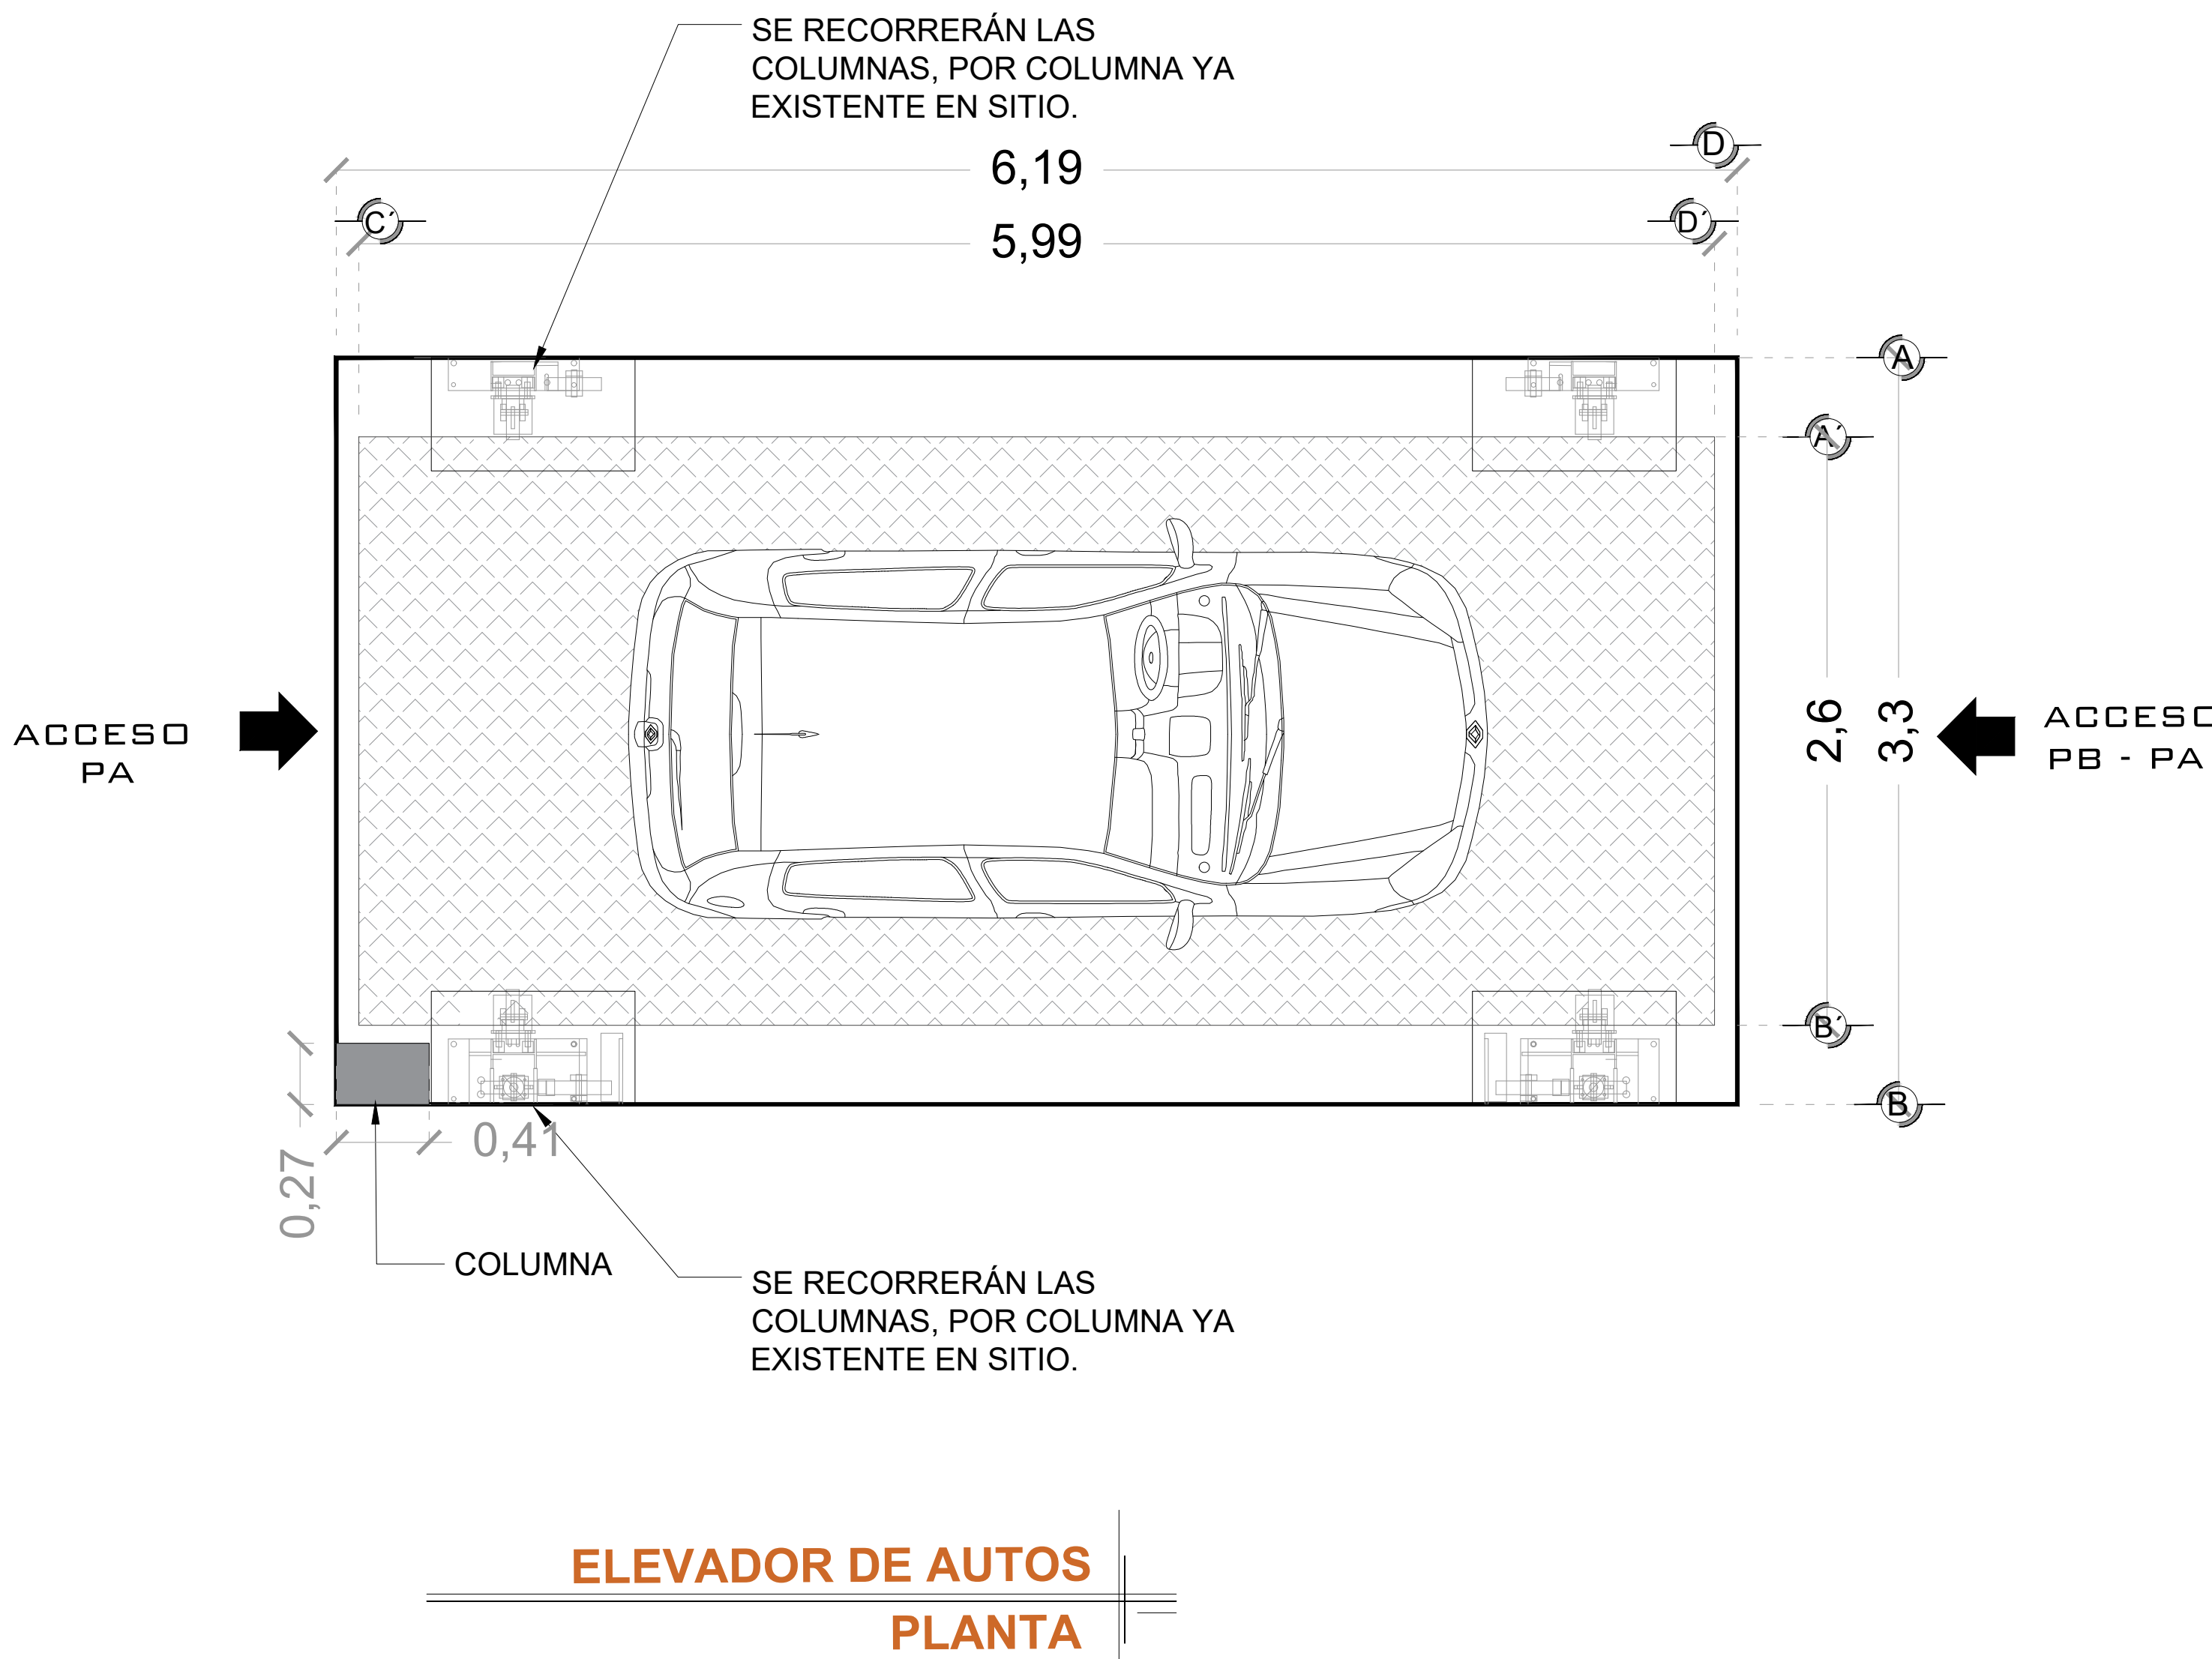 SE RECORRERÁN LAS
COLUMNAS, POR COLUMNA YA
EXISTENTE EN SITIO.
D
6,19
C´
D´
5,99
A
A´
ACCESO
PA
2,6
3,3
ACCESO
PB - PA
B´
B
0,41
0,27
COLUMNA
SE RECORRERÁN LAS
COLUMNAS, POR COLUMNA YA
EXISTENTE EN SITIO.
ELEVADOR DE AUTOS
PLANTA